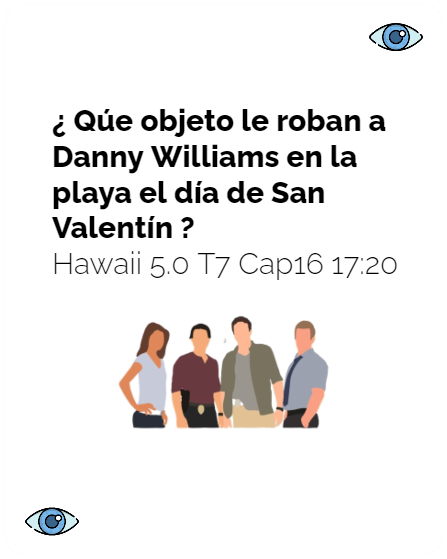 ¿ Qúe objeto le roban a
Danny Williams en la
playa el día de San
Valentín ?
Hawaii 5.0 T7 Cap16 17:20